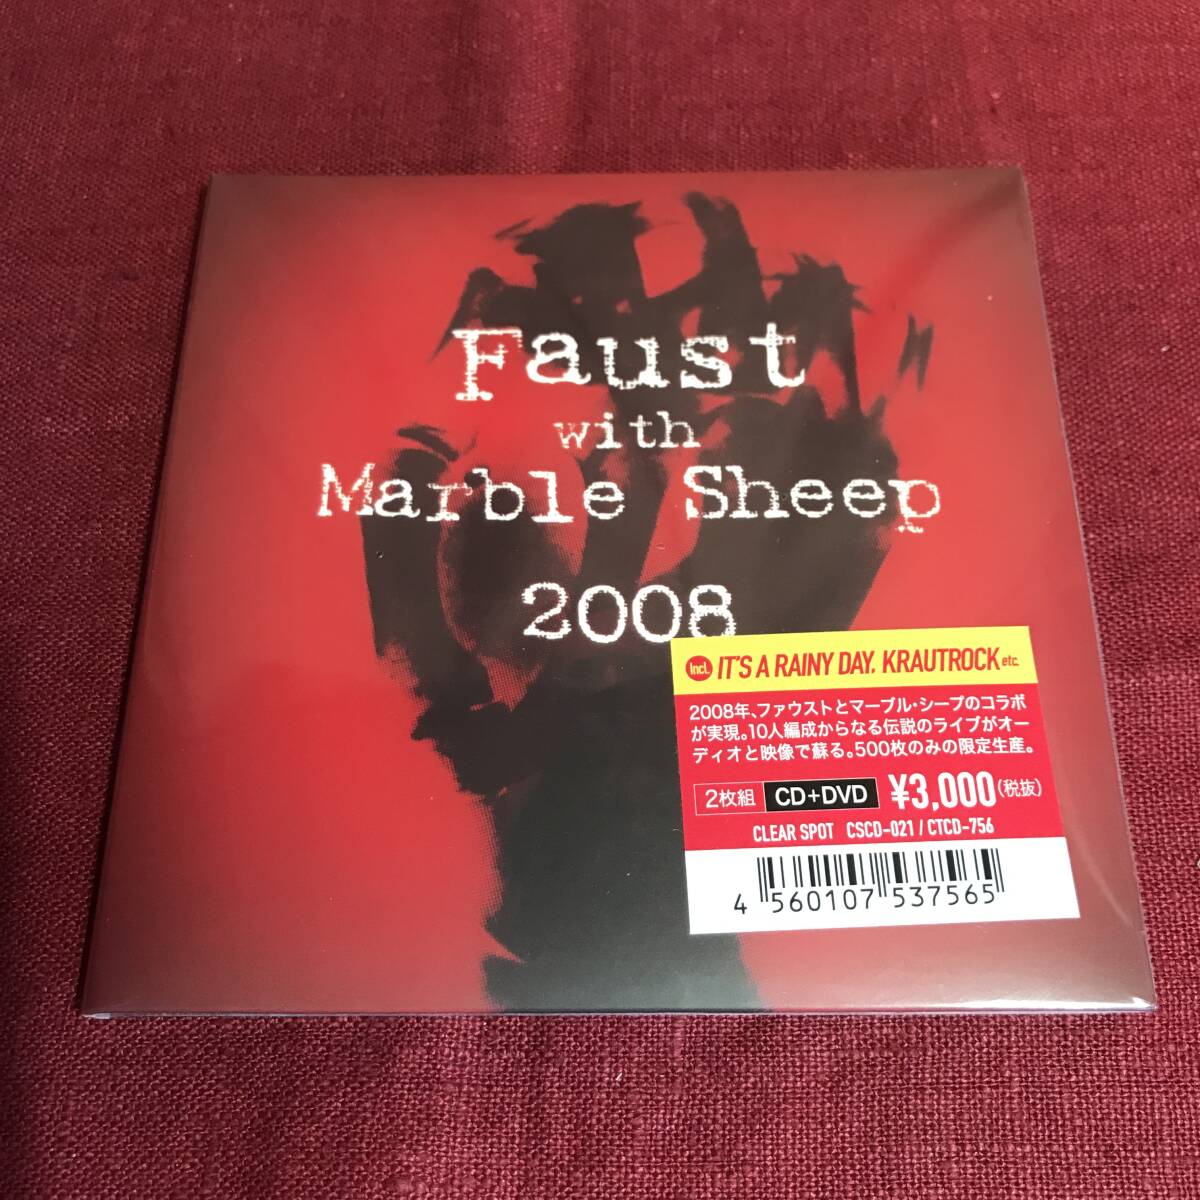 Faust
with
Marble Sheep
2008
Incl. IT'S A RAINY DAY. KRAUTROCK etc.
2008年、ファウストとマーブル・シープのコラボ
が実現。10人編成からなる伝説のライブがオー
ディオと映像で蘇る。500枚のみの限定生産。
2枚組 CD+DVD ¥3,000(税抜)
CLEAR SPOT CSCD-021 / CTCD-756
4 560107 537565